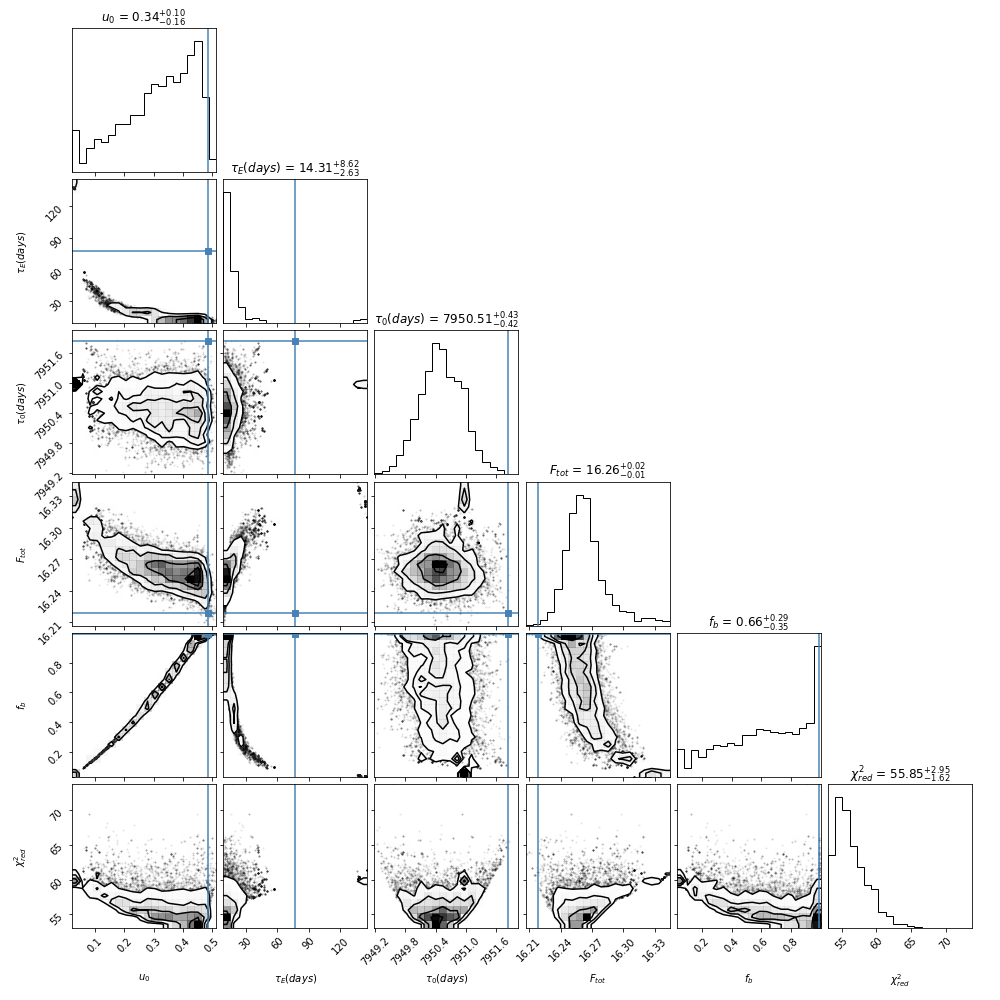 u₀ = 0.34 +0.10 −0.16
τ_E(days) = 14.31 +8.62 −2.63
120
90
60
30
τ_E(days)
τ₀(days) = 7950.51 +0.43 −0.42
7951.6
7951.0
7950.4
7949.8
7949.2
τ₀(days)
F_tot = 16.26 +0.02 −0.01
16.33
16.30
16.27
16.24
16.21
F_tot
f_b = 0.66 +0.29 −0.35
0.8
0.6
0.4
0.2
f_b
χ²_red = 55.85 +2.95 −1.62
70
65
60
55
χ²_red
0.1 0.2 0.3 0.4 0.5 30 60 90 120 7949.2 7949.8 7950.4 7951.0 7951.6 16.21 16.24 16.27 16.30 16.33 0.2 0.4 0.6 0.8 55 60 65 70
u₀ τ_E(days) τ₀(days) F_tot f_b χ²_red